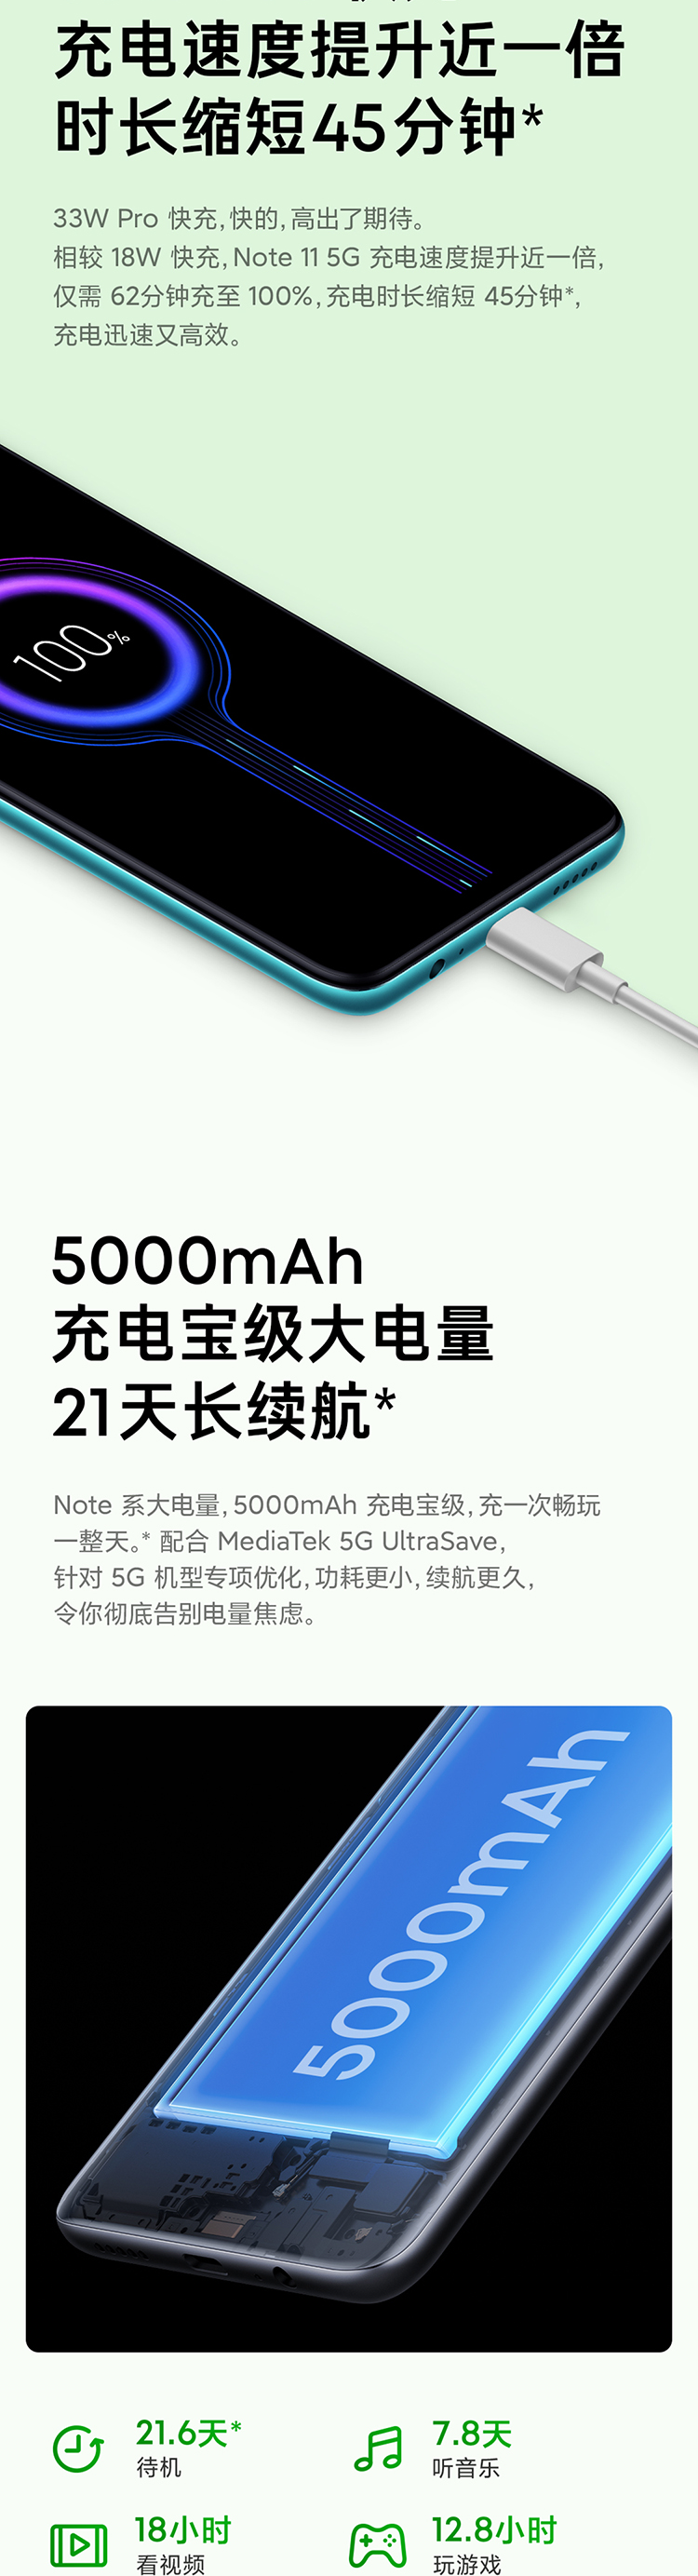 充电速度提升近一倍
时长缩短45分钟*
33W Pro 快充,快的,高出了期待。
相较 18W 快充,Note 11 5G 充电速度提升近一倍,
仅需 62分钟充至 100%,充电时长缩短 45分钟*,
充电迅速又高效。
100%
5000mAh
充电宝级大电量
21天长续航*
Note 系大电量,5000mAh 充电宝级,充一次畅玩
一整天。* 配合 MediaTek 5G UltraSave,
针对 5G 机型专项优化,功耗更小,续航更久,
令你彻底告别电量焦虑。
5000mAh
21.6天*
待机
7.8天
听音乐
18小时
看视频
12.8小时
玩游戏